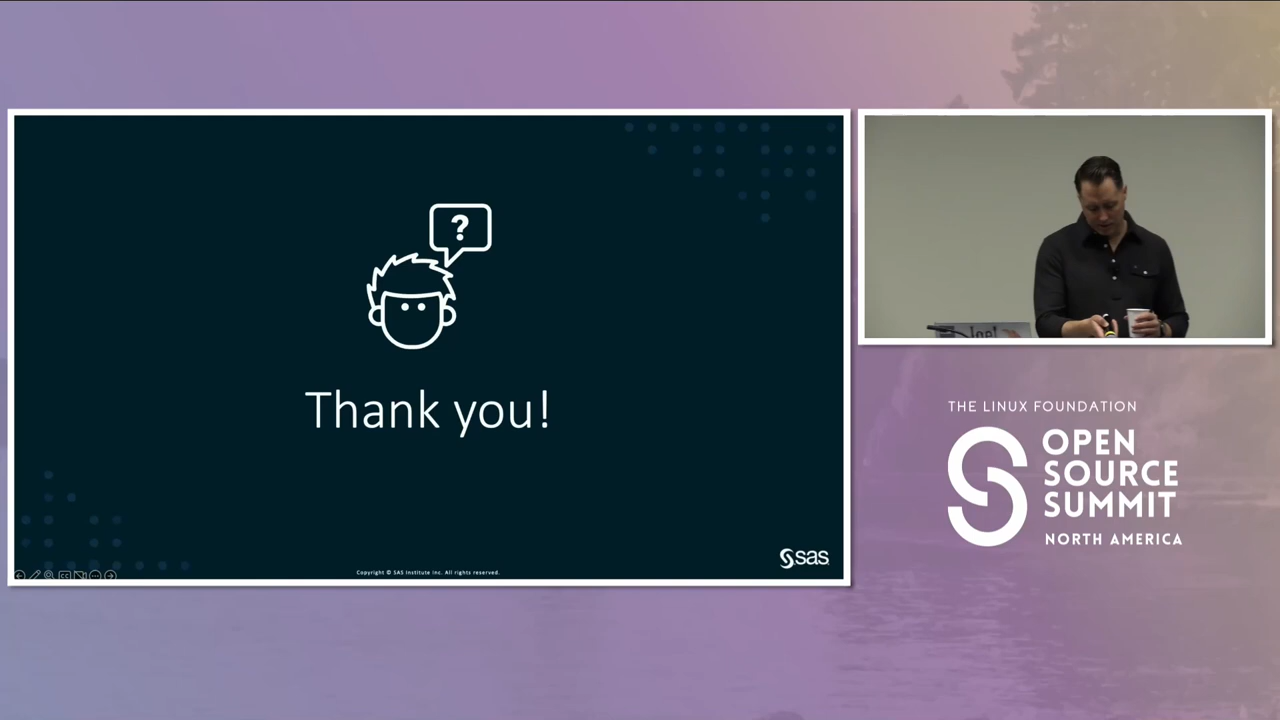 ?
Thank you!
sas
Copyright © SAS Institute Inc. All rights reserved.
THE LINUX FOUNDATION
OPEN
SOURCE
SUMMIT
NORTH AMERICA